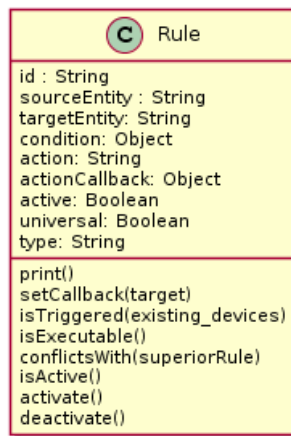 C Rule
id : String
sourceEntity : String
targetEntity: String
condition: Object
action: String
actionCallback: Object
active: Boolean
universal: Boolean
type: String
print()
setCallback(target)
isTriggered(existing_devices)
isExecutable()
conflictsWith(superiorRule)
isActive()
activate()
deactivate()